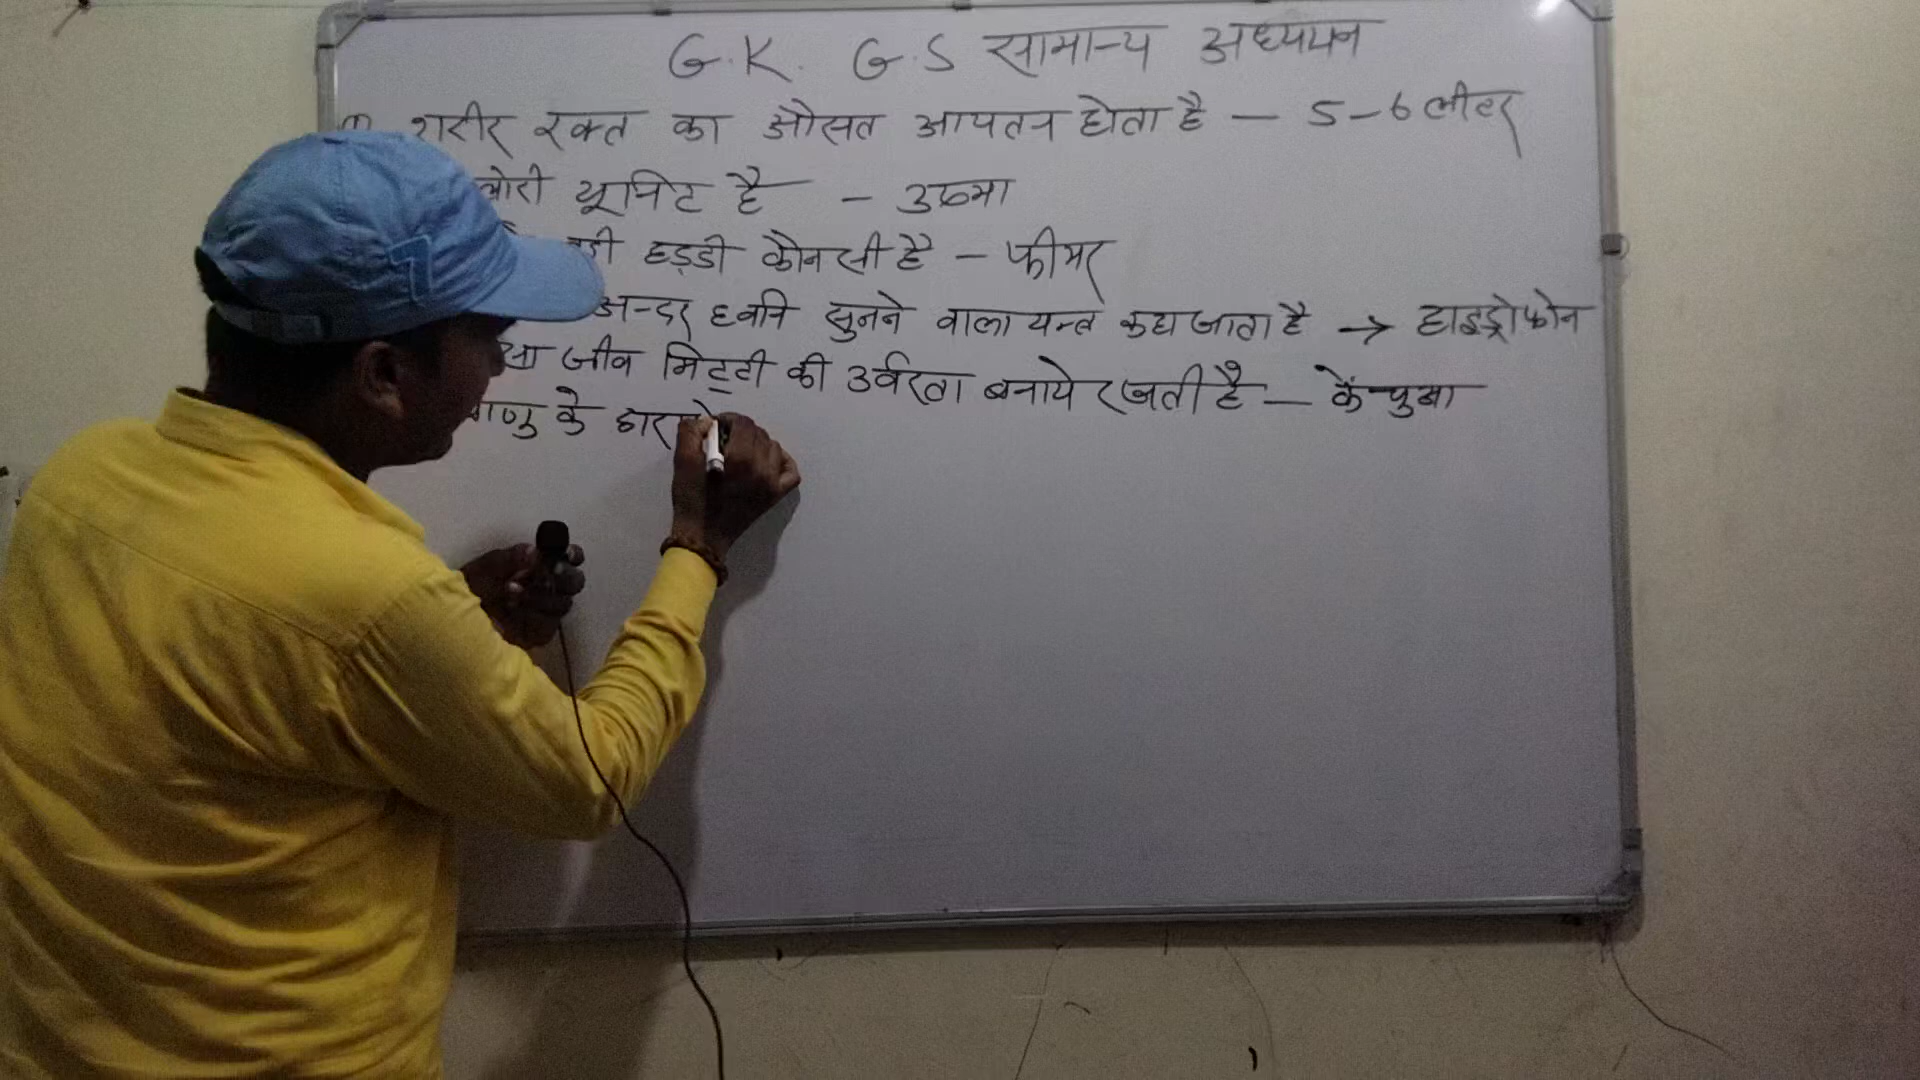 G.K. G.S सामान्य अध्ययन
शरीर रक्त का औसत आयतन होता है — 5-6 लीटर
लोरी यूनिट है — उष्मा
हड्डी कौनसी है — फीमर
अन्दर ध्वनि सुनने वाला यन्त्र कहा जाता है → हाइड्रोफोन
सा जीव मिट्टी की उर्वरता बनाये रखती है — केंचुआ
के द्वारा